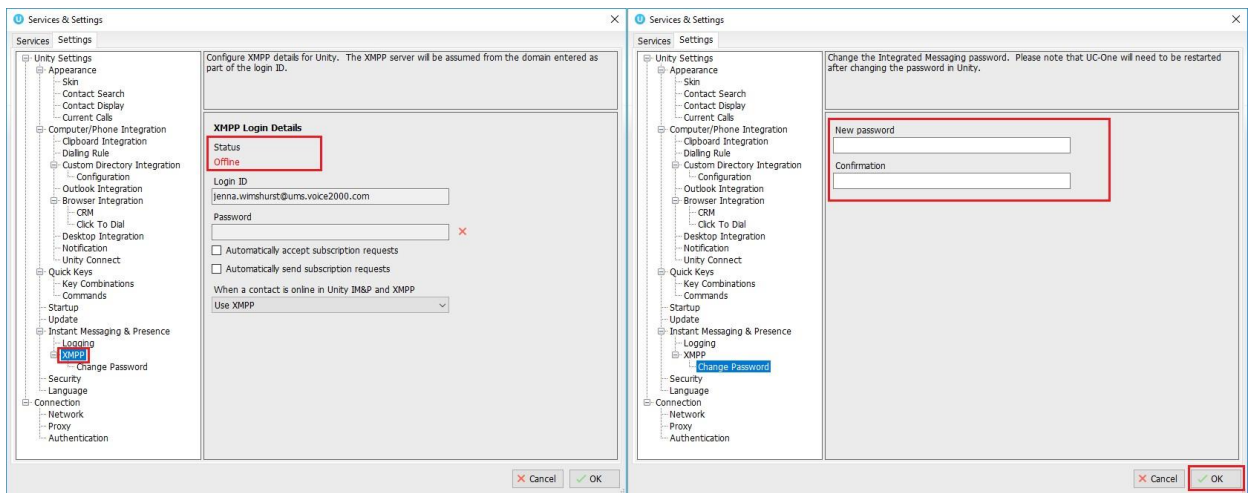 Services & Settings
Services Settings
Unity Settings
Appearance
Skin
Contact Search
Contact Display
Current Calls
Computer/Phone Integration
Clipboard Integration
Dialling Rule
Custom Directory Integration
Configuration
Outlook Integration
Browser Integration
CRM
Click To Dial
Desktop Integration
Notification
Unity Connect
Quick Keys
Key Combinations
Commands
Startup
Update
Instant Messaging & Presence
Logging
XMPP
Change Password
Security
Language
Connection
Network
Proxy
Authentication
Configure XMPP details for Unity. The XMPP server will be assumed from the domain entered as
part of the login ID.
XMPP Login Details
Status
Offline
Login ID
jenna.wimshurst@ums.voice2000.com
Password
Automatically accept subscription requests
Automatically send subscription requests
When a contact is online in Unity IM&P and XMPP
Use XMPP
Cancel OK
Services & Settings
Services Settings
Unity Settings
Appearance
Skin
Contact Search
Contact Display
Current Calls
Computer/Phone Integration
Clipboard Integration
Dialling Rule
Custom Directory Integration
Configuration
Outlook Integration
Browser Integration
CRM
Click To Dial
Desktop Integration
Notification
Unity Connect
Quick Keys
Key Combinations
Commands
Startup
Update
Instant Messaging & Presence
Logging
XMPP
Change Password
Security
Language
Connection
Network
Proxy
Authentication
Change the Integrated Messaging password. Please note that UC-One will need to be restarted
after changing the password in Unity.
New password
Confirmation
Cancel OK